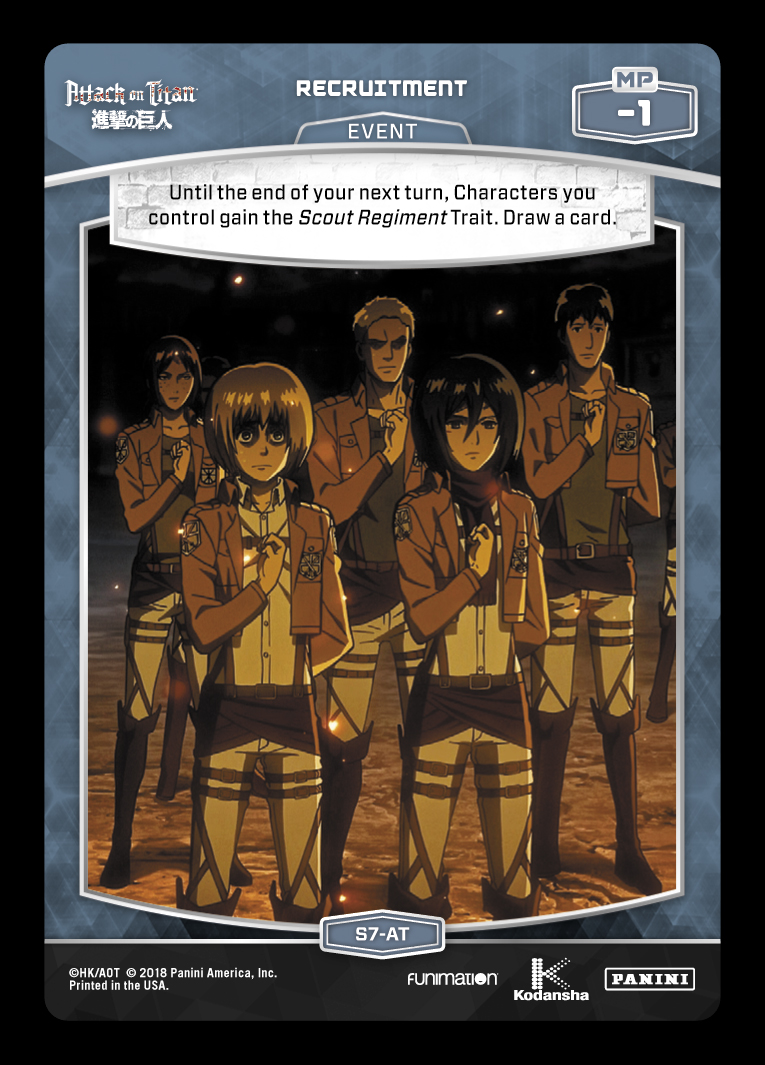 Attack on Titan
進撃の巨人
RECRUITMENT
EVENT
MP
-1
Until the end of your next turn, Characters you
control gain the Scout Regiment Trait. Draw a card.
S7-AT
©HK/AOT © 2018 Panini America, Inc.
Printed in the USA.
FUNIMATION
K
Kodansha
PANINI